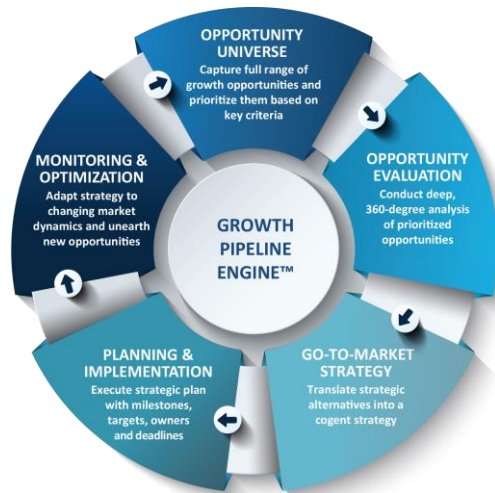 OPPORTUNITY
UNIVERSE
Capture full range of
growth opportunities and
prioritize them based on
key criteria
OPPORTUNITY
EVALUATION
Conduct deep,
360-degree analysis
of prioritized
opportunities
GO-TO-MARKET
STRATEGY
Translate strategic
alternatives into a
cogent strategy
PLANNING &
IMPLEMENTATION
Execute strategic plan
with milestones,
targets, owners
and deadlines
MONITORING &
OPTIMIZATION
Adapt strategy to
changing market
dynamics and unearth
new opportunities
GROWTH
PIPELINE
ENGINE™